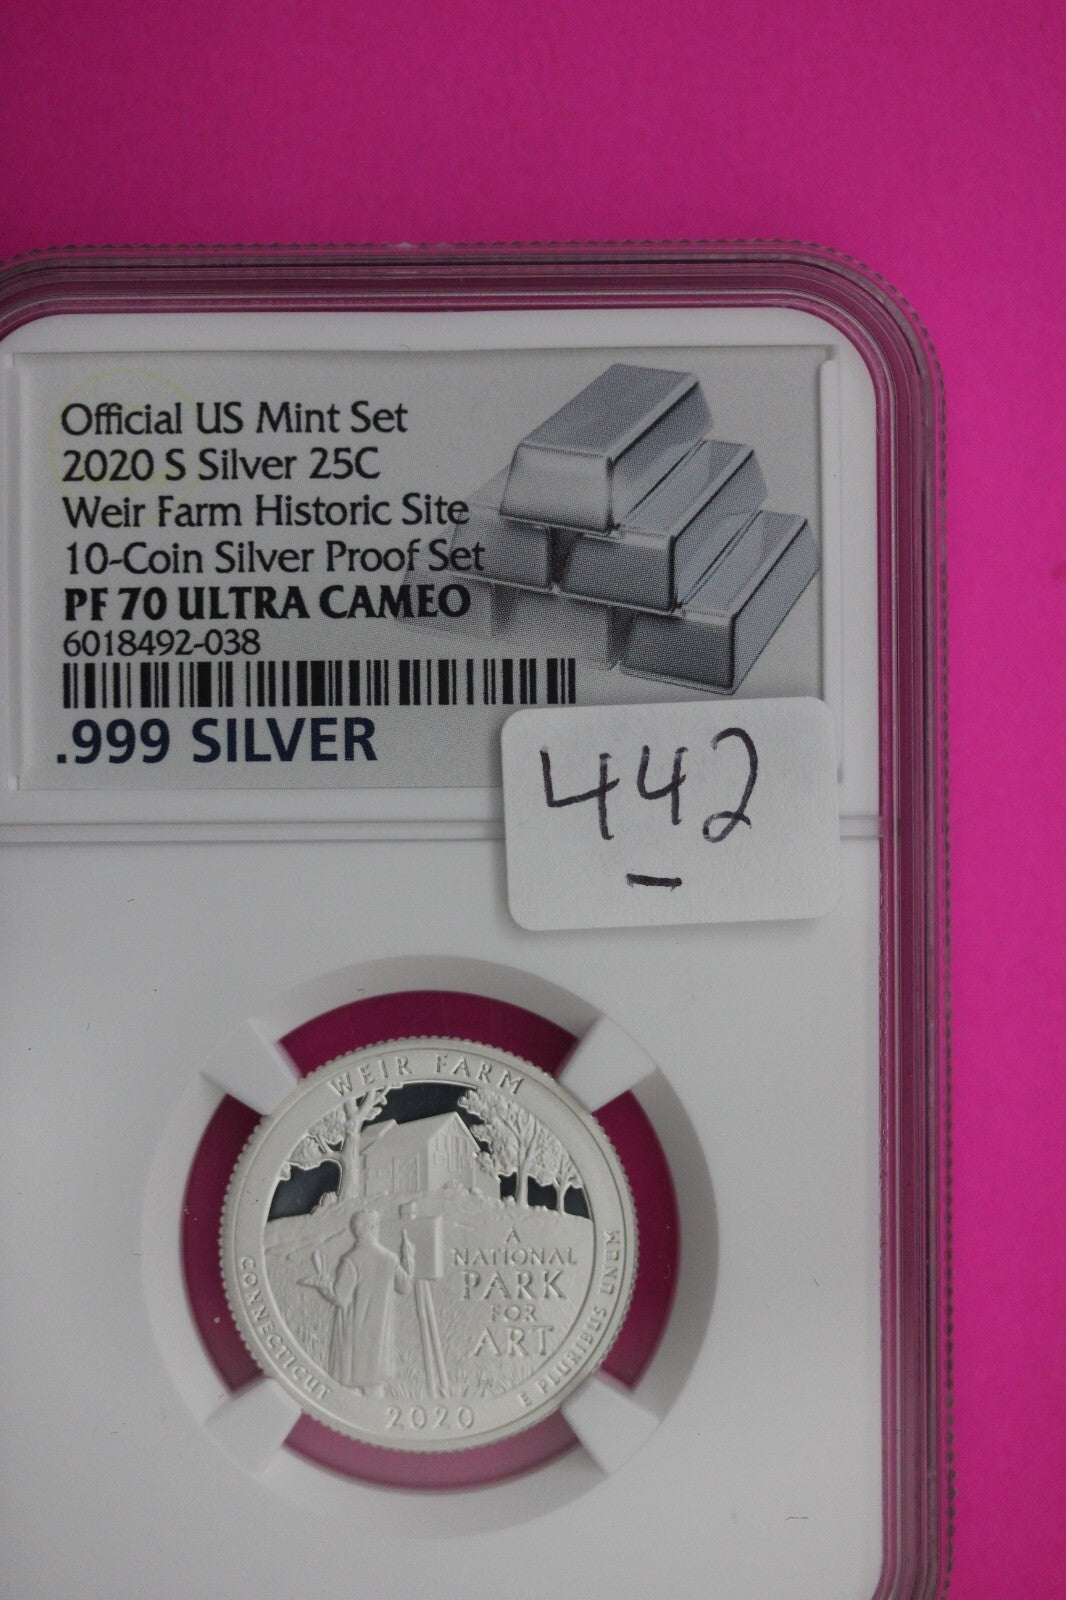 Official US Mint Set
2020 S Silver 25C
Weir Farm Historic Site
10-Coin Silver Proof Set
PF 70 ULTRA CAMEO
6018492-038
.999 SILVER
442
WEIR FARM
A
NATIONAL
PARK
FOR
ART
CONNECTICUT
2020
E PLURIBUS UNUM